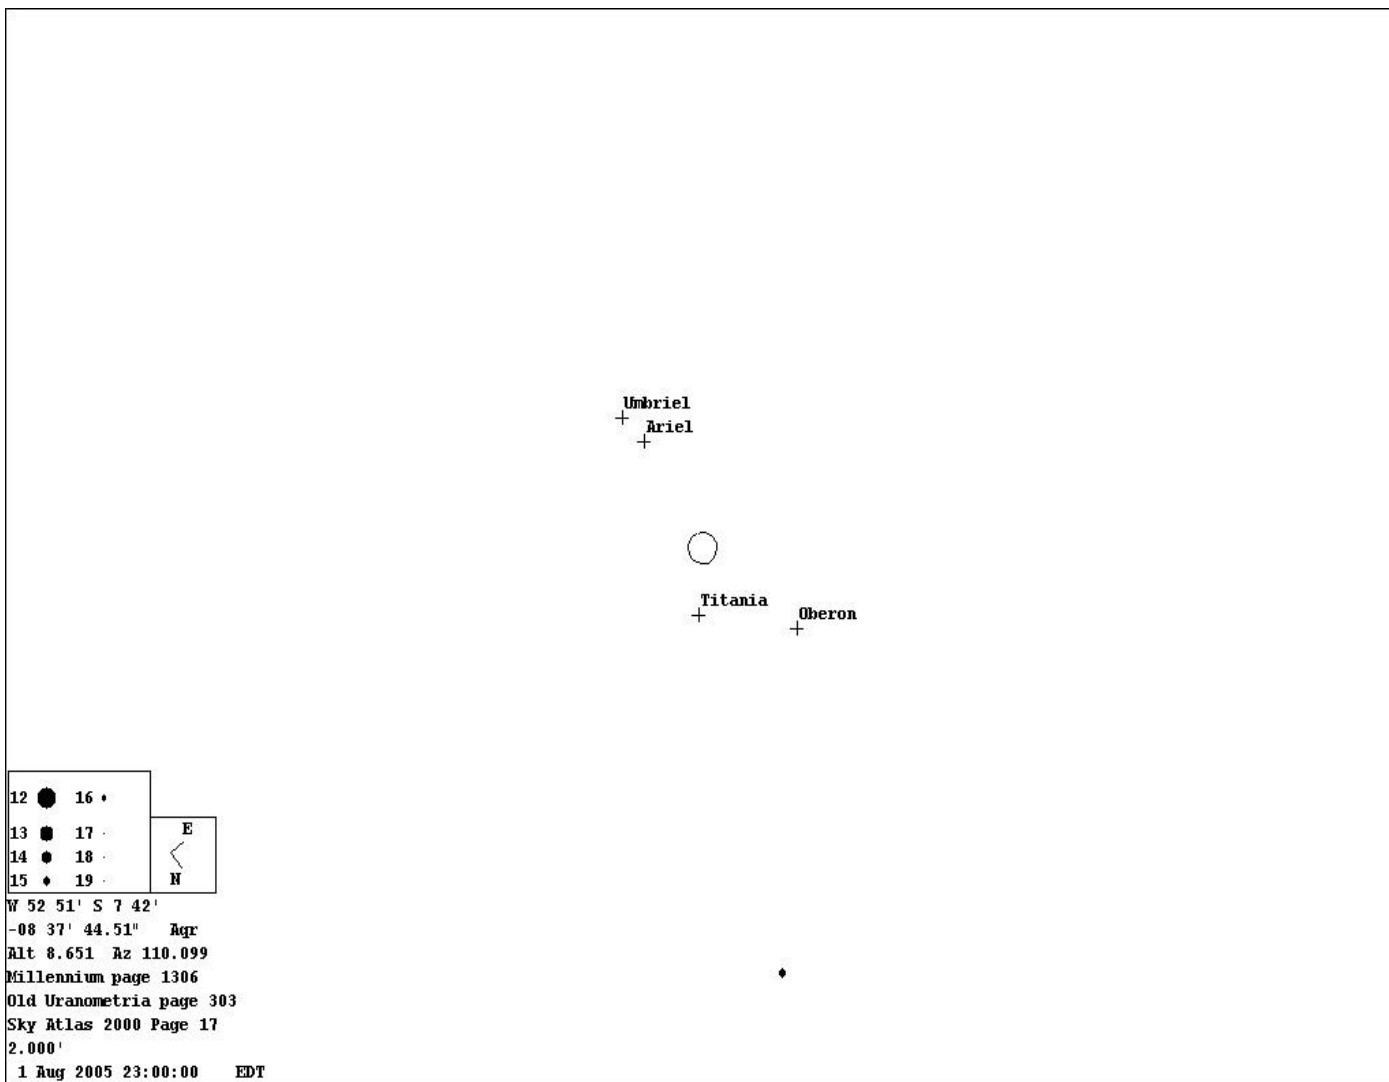 Umbriel
Ariel
Titania
Oberon
12 16
13 17
14 18
15 19
E
N
W 52 51' S 7 42'
-08 37' 44.51" Aqr
Alt 8.651 Az 110.099
Millennium page 1306
Old Uranometria page 303
Sky Atlas 2000 Page 17
2.000'
1 Aug 2005 23:00:00 EDT